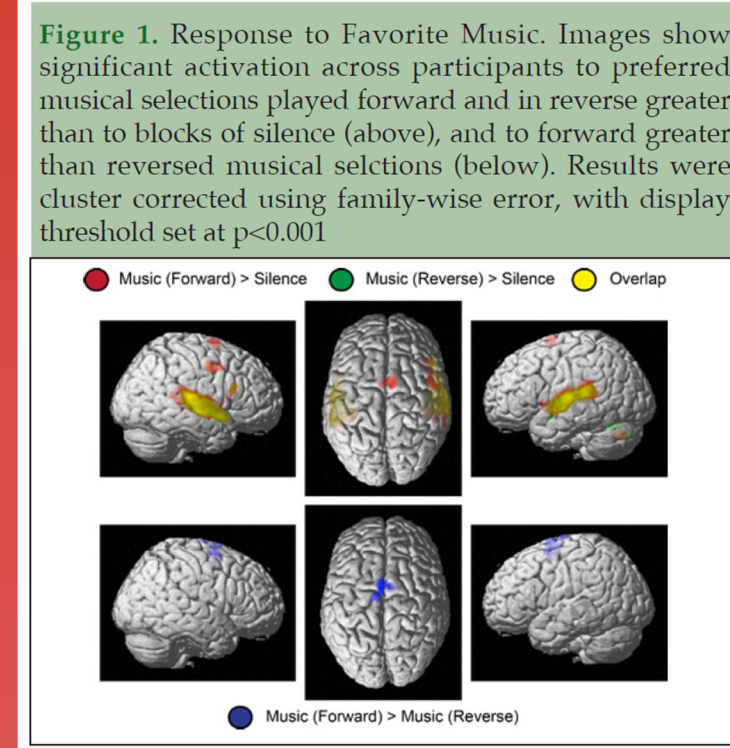 Figure 1. Response to Favorite Music. Images show
significant activation across participants to preferred
musical selections played forward and in reverse greater
than to blocks of silence (above), and to forward greater
than reversed musical selctions (below). Results were
cluster corrected using family-wise error, with display
threshold set at p<0.001
Music (Forward) > Silence Music (Reverse) > Silence Overlap
Music (Forward) > Music (Reverse)